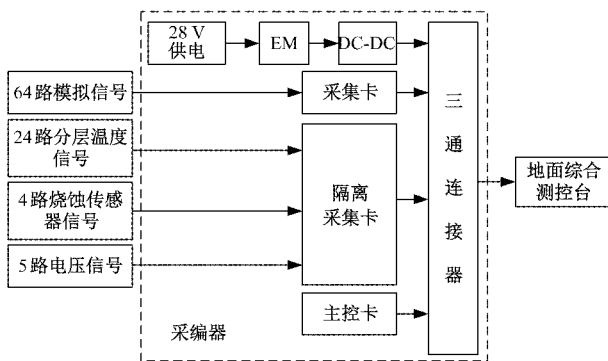 28 V
供电
EM
DC-DC
64路模拟信号
采集卡
24路分层温度
信号
4路烧蚀传感
器信号
隔离
采集卡
5路电压信号
主控卡
采编器
三通连接器
地面综合
测控台